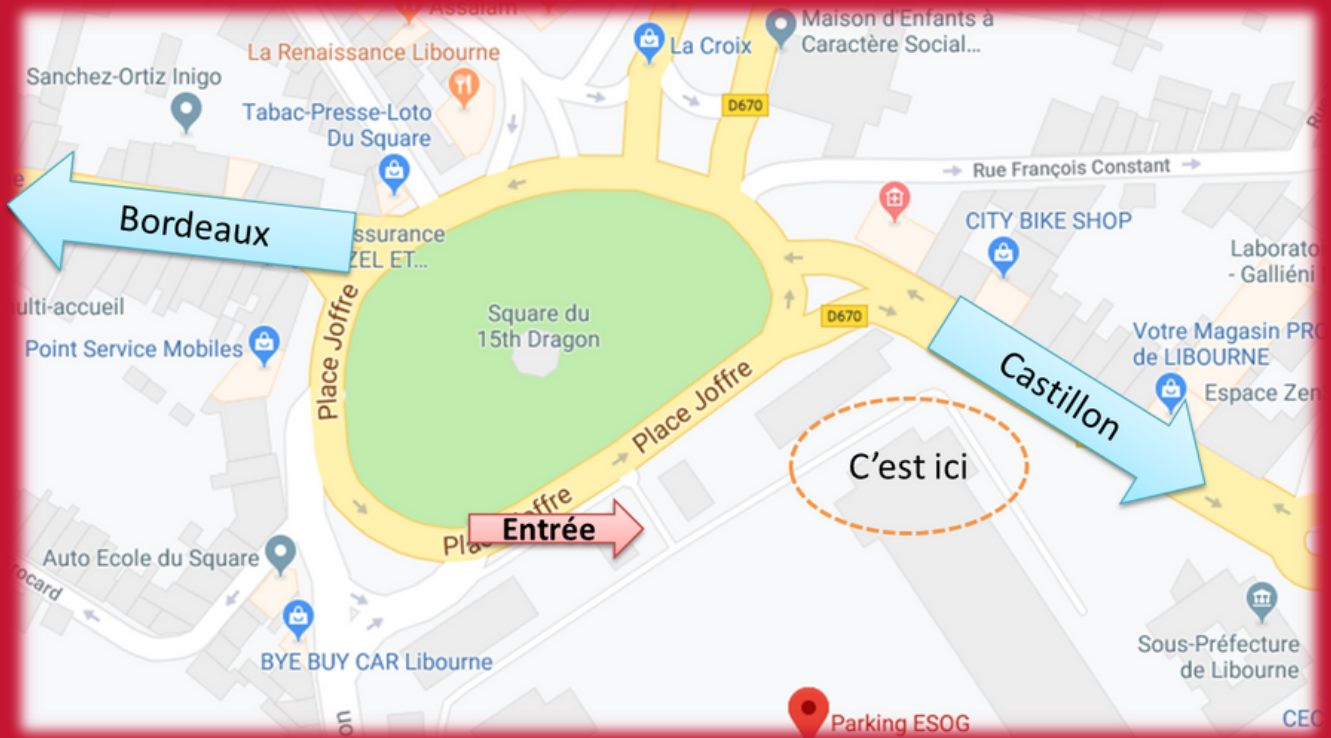 Assalam
La Renaissance Libourne
Sanchez-Ortiz Inigo
Tabac-Presse-Loto
Du Square
La Croix
Maison d'Enfants à
Caractère Social...
D670
Rue François Constant
Bordeaux
ssurance
ZEL ET...
CITY BIKE SHOP
Laborato
- Galliéni
ulti-accueil
Point Service Mobiles
Place Joffre
Square du
15th Dragon
D670
Votre Magasin PRO
de LIBOURNE
Espace Zen
Castillon
Place Joffre
C'est ici
Place Joffre
Entrée
Auto Ecole du Square
ocard
BYE BUY CAR Libourne
Sous-Préfecture
de Libourne
Parking ESOG
CEC
on